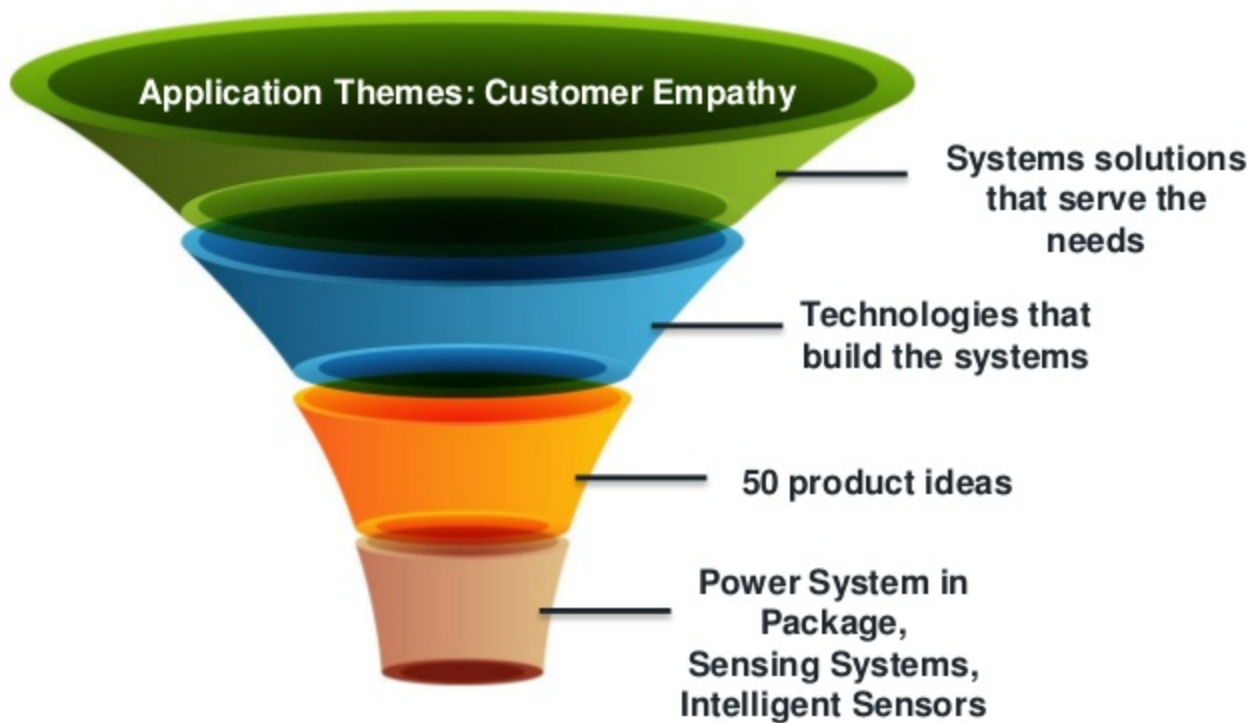 Application Themes: Customer Empathy
Systems solutions
that serve the
needs
Technologies that
build the systems
50 product ideas
Power System in
Package,
Sensing Systems,
Intelligent Sensors